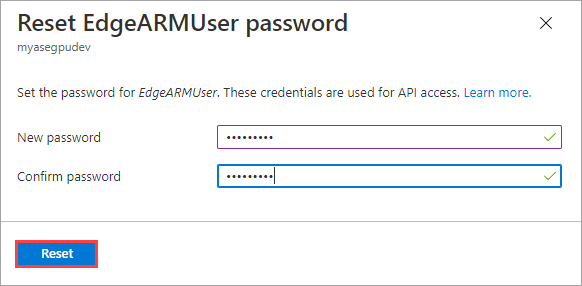 Reset EdgeARMUser password
myasegpudev
Set the password for EdgeARMUser. These credentials are used for API access. Learn more.
New password •••••••••
Confirm password •••••••••
Reset